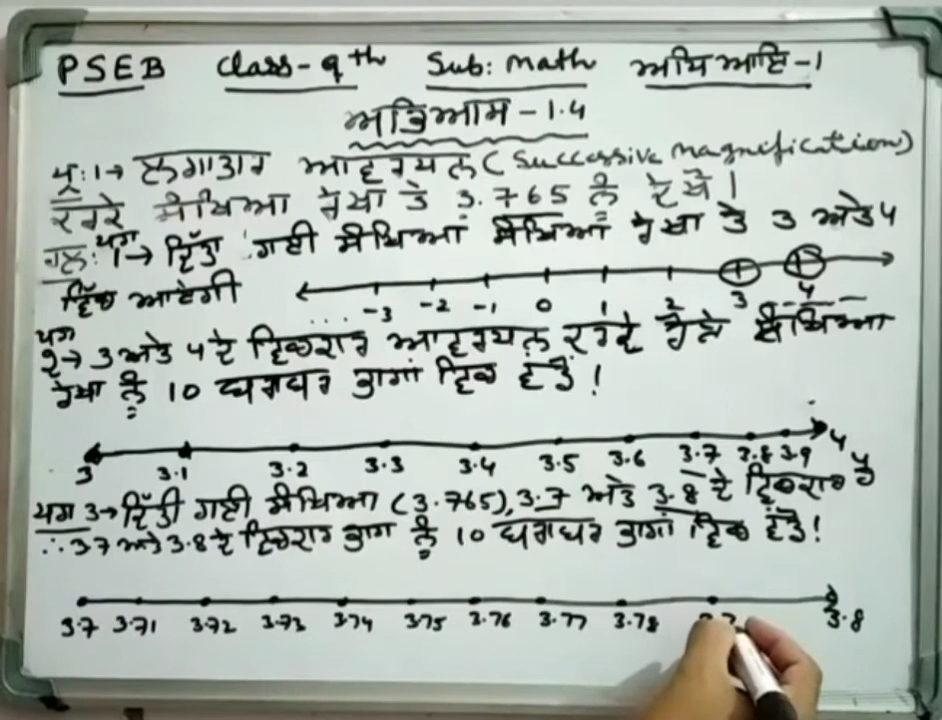 PSEB Class-9th Sub: math ਅਧਿਆਇ-1
ਅਭਿਆਸ-1.4
ਪ੍ਰ:1→ ਲਗਾਤਾਰ ਆਵਰਧਨ (Successive magnification)
ਕਰਕੇ ਸੰਖਿਆ ਰੇਖਾ ਤੇ 3.765 ਨੂੰ ਦੇਖੋ।
ਹੱਲ: ਪਗ 1→ ਦਿੱਤੀ ਗਈ ਸੰਖਿਆ ਸੰਖਿਆ ਰੇਖਾ ਤੇ 3 ਅਤੇ 4
ਵਿੱਚ ਆਏਗੀ
... -3 -2 -1 0 1 2 3 4
ਪਗ 2→ 3 ਅਤੇ 4 ਦੇ ਵਿਚਕਾਰ ਆਵਰਧਨ ਕਰਦੇ ਹੋਏ ਸੰਖਿਆ
ਰੇਖਾ ਨੂੰ 10 ਬਰਾਬਰ ਭਾਗਾਂ ਵਿਚ ਵੰਡੋ!
3 3.1 3.2 3.3 3.4 3.5 3.6 3.7 3.8 3.9 4
ਪਗ 3→ ਦਿੱਤੀ ਗਈ ਸੰਖਿਆ (3.765), 3.7 ਅਤੇ 3.8 ਦੇ ਵਿਚਕਾਰ ਹੈ
∴ 3.7 ਅਤੇ 3.8 ਦੇ ਵਿਚਕਾਰ ਭਾਗ ਨੂੰ 10 ਬਰਾਬਰ ਭਾਗਾਂ ਵਿਚ ਵੰਡੋ!
3.7 3.71 3.72 3.73 3.74 3.75 3.76 3.77 3.78 3.8